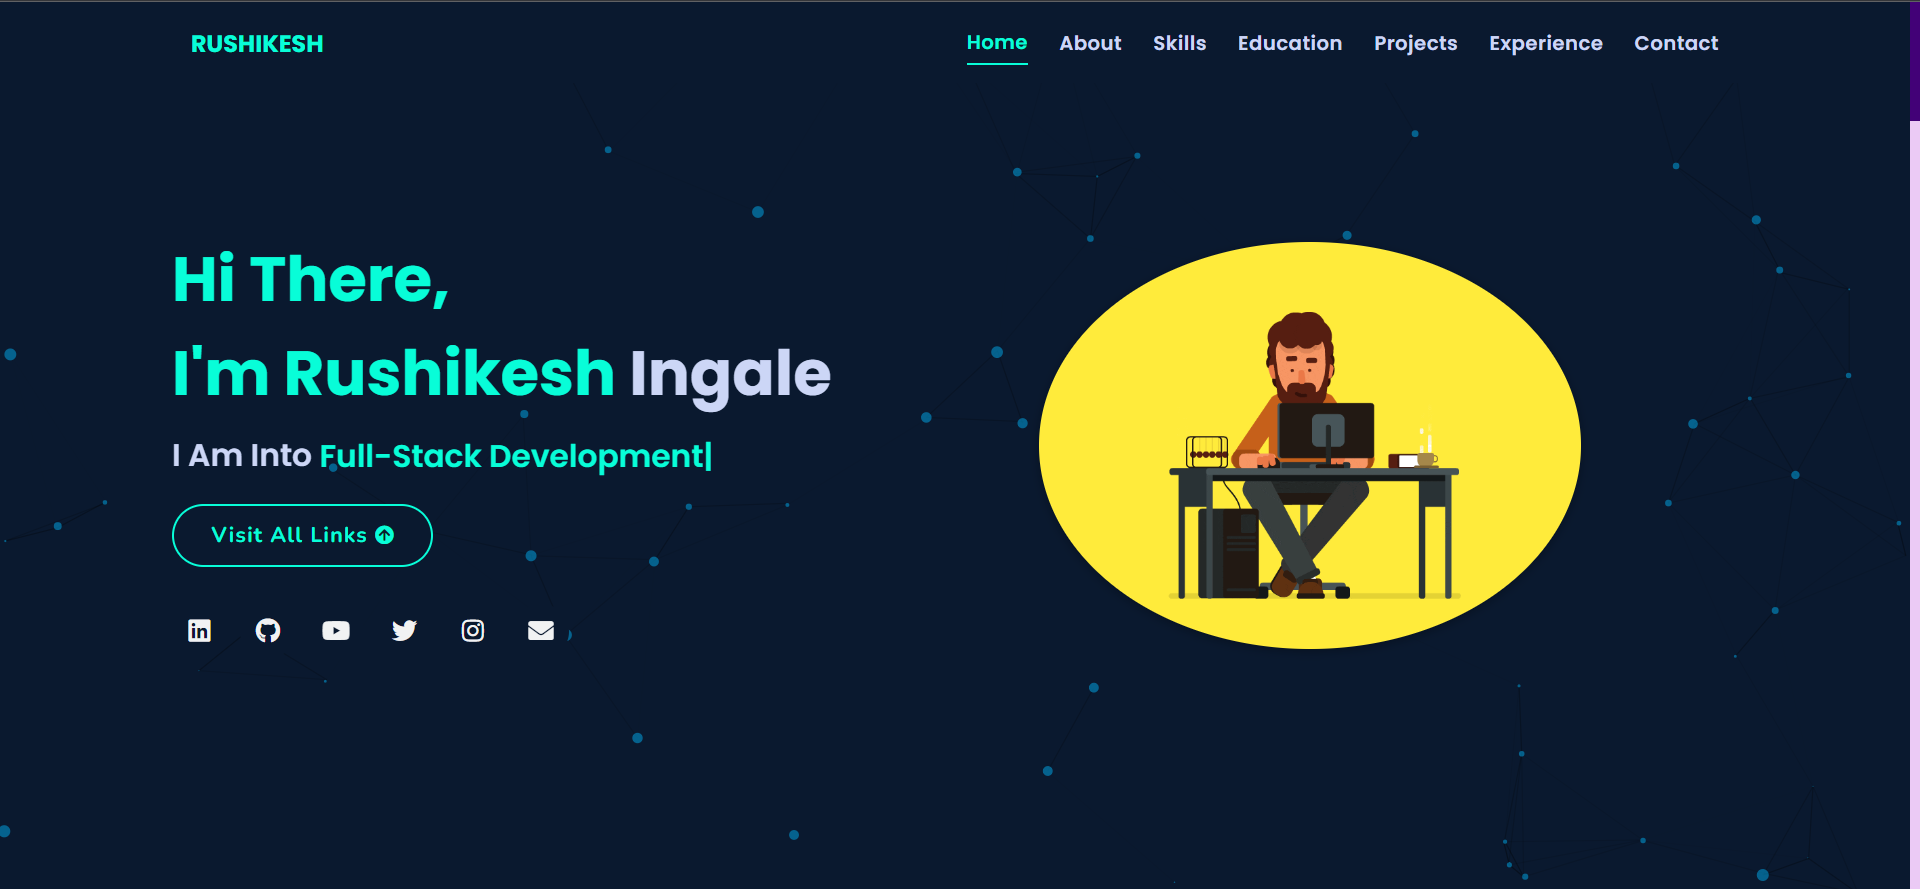 RUSHIKESH
Home About Skills Education Projects Experience Contact
Hi There,
I'm Rushikesh Ingale
I Am Into Full-Stack Development|
Visit All Links